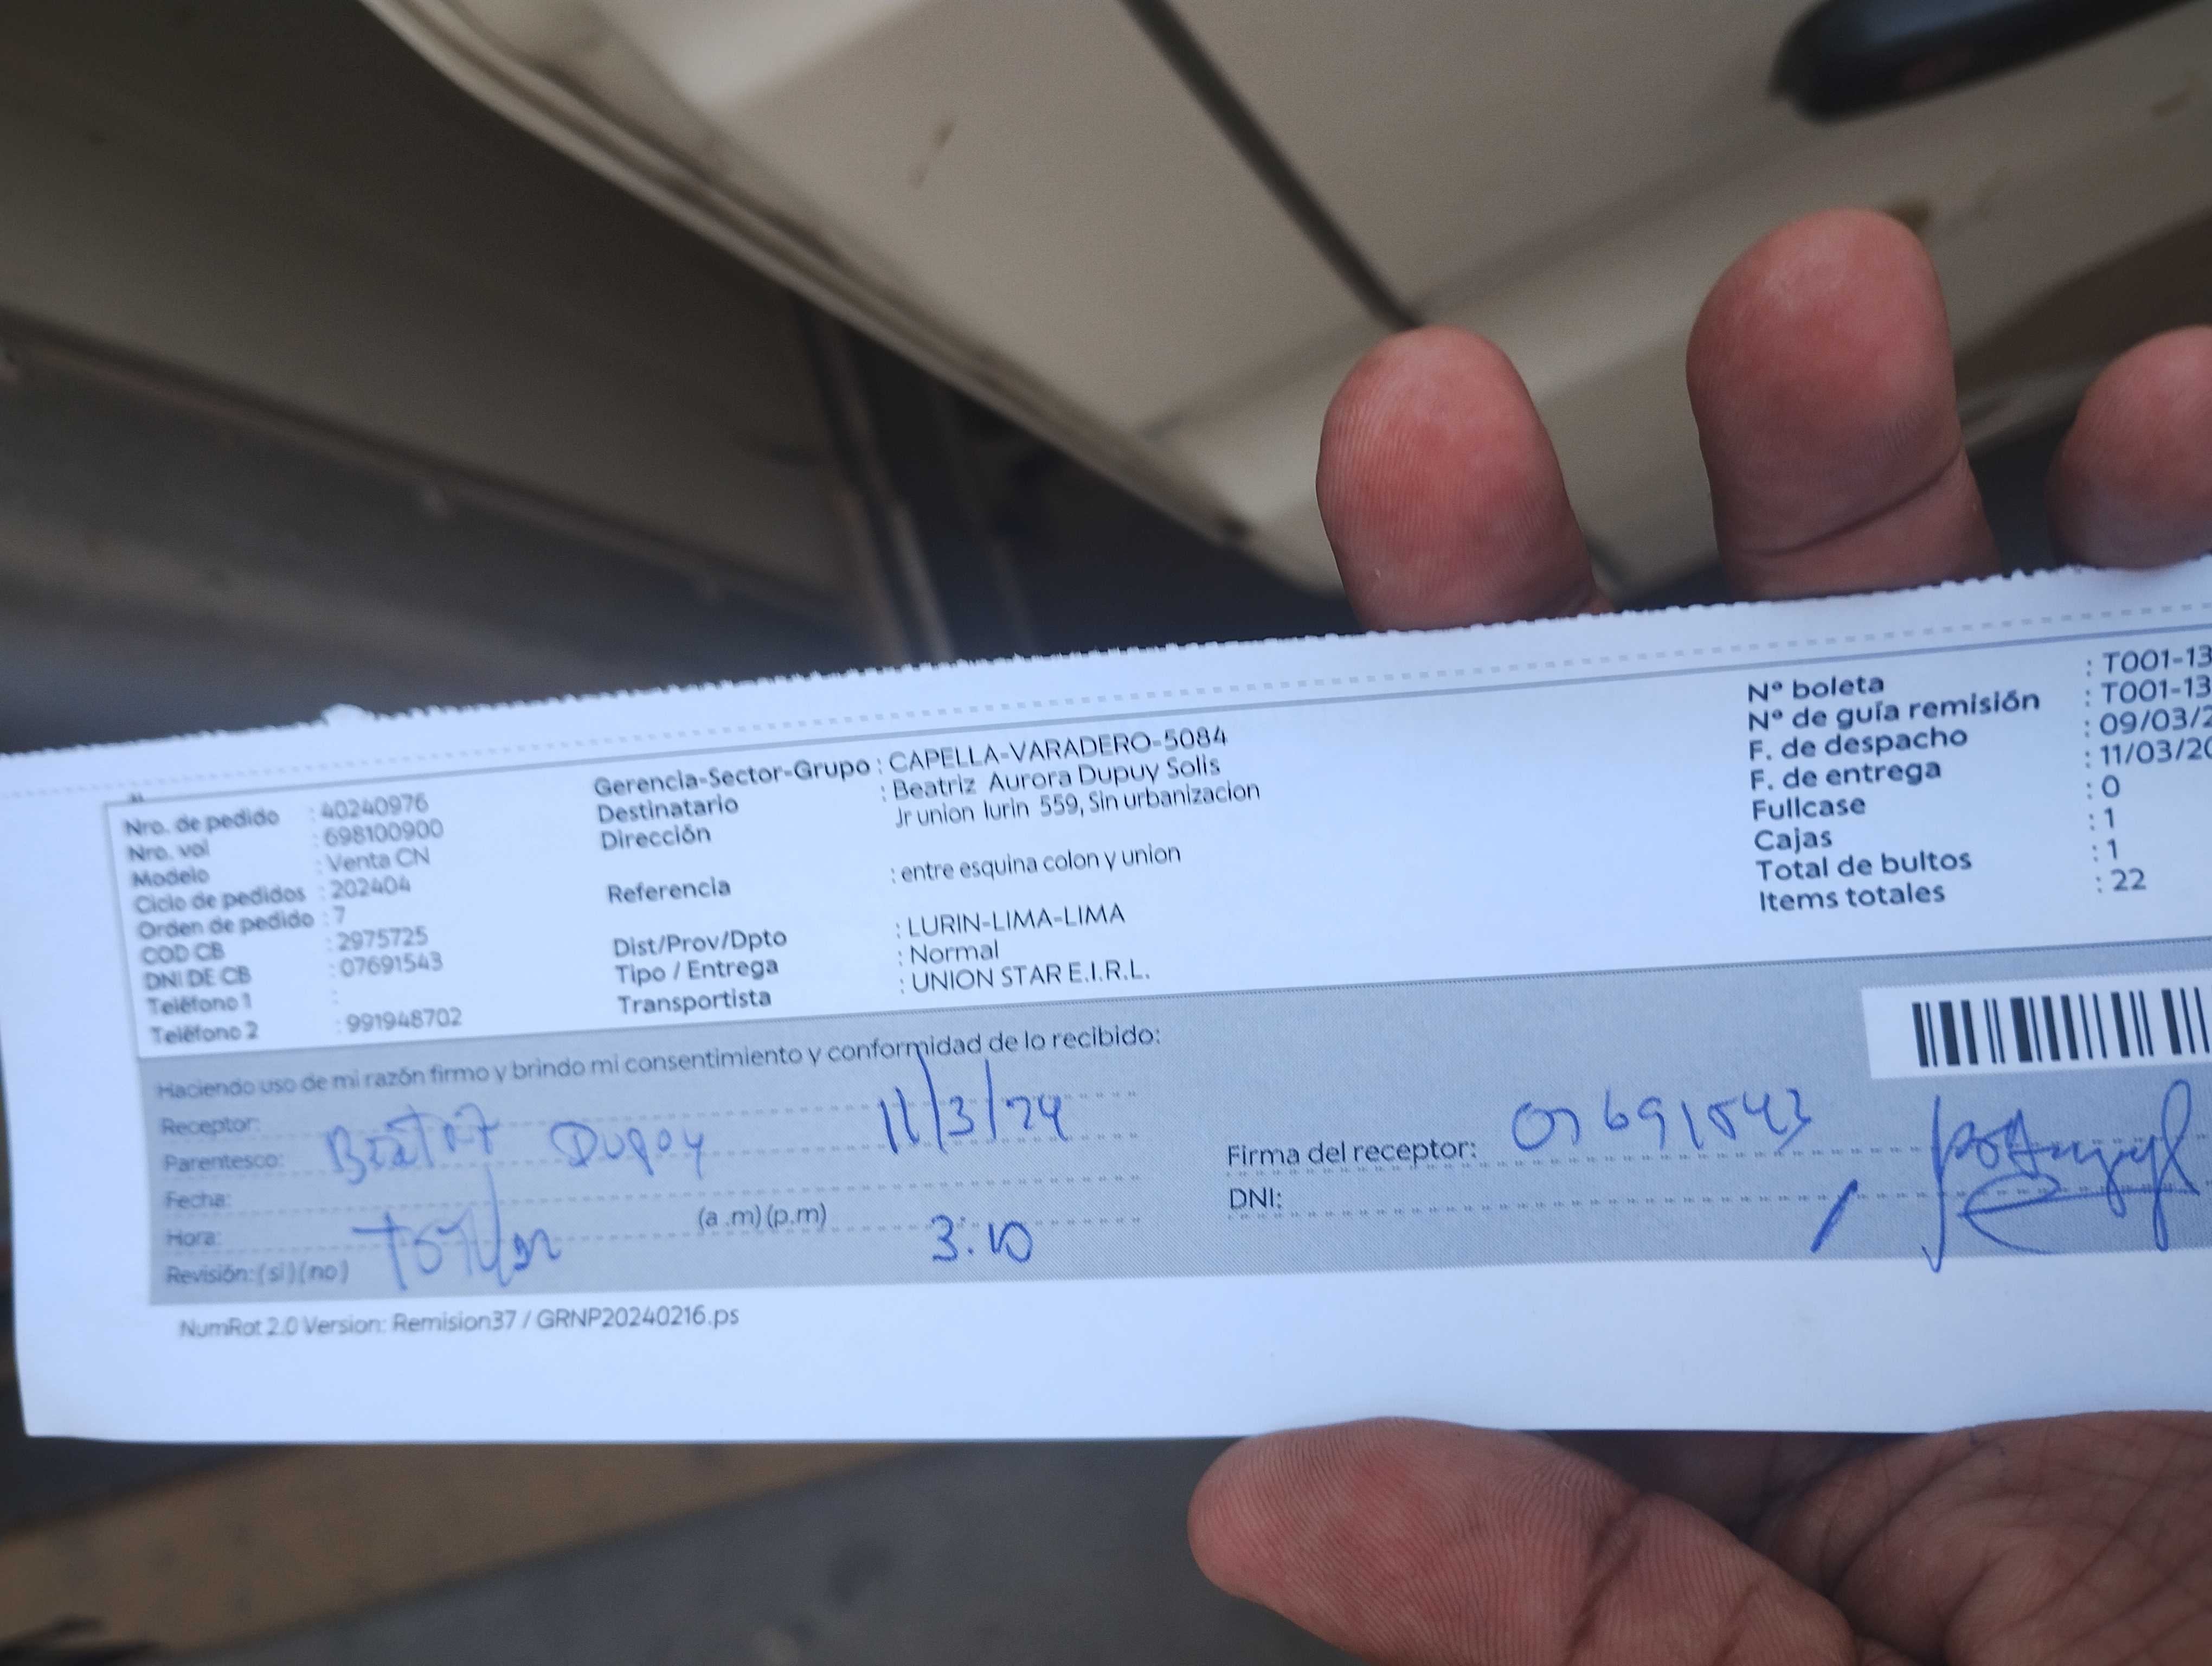 Nro. de pedido : 40240976
Nro. vol : 698100900
Modelo : Venta CN
Ciclo de pedidos : 202404
Orden de pedido : 7
COD CB : 2975725
DNI DE CB : 07691543
Teléfono 1 :
Teléfono 2 : 991948702
Gerencia-Sector-Grupo : CAPELLA-VARADERO-5084
Destinatario : Beatriz Aurora Dupuy Solis
Dirección Jr union lurin 559, Sin urbanizacion
Referencia : entre esquina colon y union
Dist/Prov/Dpto : LURIN-LIMA-LIMA
Tipo / Entrega : Normal
Transportista : UNION STAR E.I.R.L.
Nº boleta : T001-13
Nº de guía remisión : T001-13
F. de despacho : 09/03/2
F. de entrega : 11/03/20
Fullcase : 0
Cajas : 1
Total de bultos : 1
Items totales : 22
Haciendo uso de mi razón firmo y brindo mi consentimiento y conformidad de lo recibido:
Receptor:
Parentesco: Beatriz Dupuy 11/3/24
Fecha:
Hora: (a .m) (p.m) 3:10
Revisión: (si) (no) Titular
Firma del receptor: 07691543
DNI:
NumRot 2.0 Version: Remision37 / GRNP20240216.ps